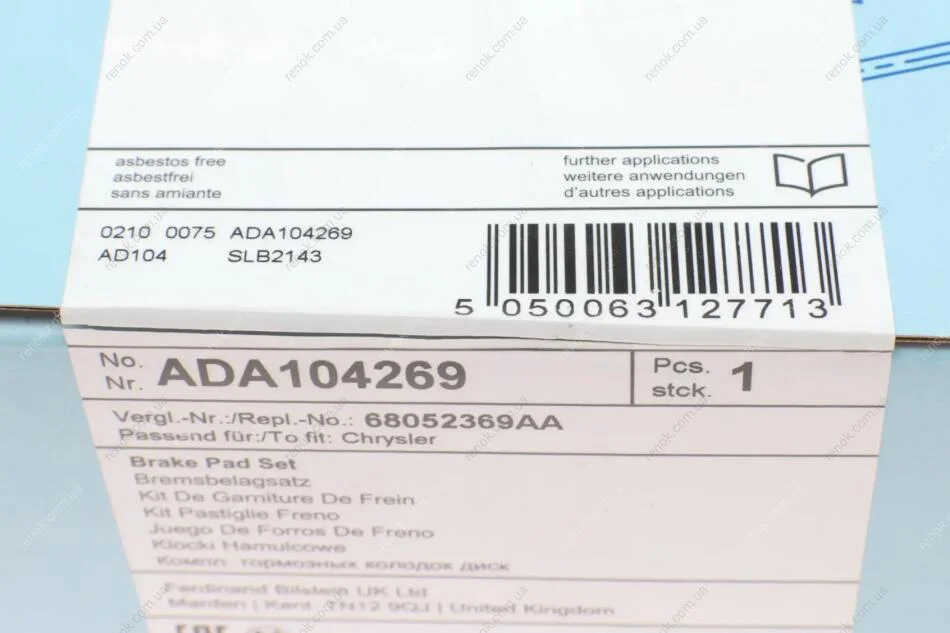 asbestos free
asbestfrei
sans amiante
further applications
weitere anwendungen
d'autres applications
0210 0075 ADA104269
AD104 SLB2143
5 050063 127713
No.
Nr. ADA104269
Pcs.
stck. 1
Vergl.-Nr.:/Repl.-No.: 68052369AA
Passend für:/To fit: Chrysler
Brake Pad Set
Bremsbelagsatz
Kit De Garniture De Frein
Kit Pastiglie Freno
Juego De Forros De Freno
Klocki Hamulcowe
Компл тормозных колодок диск
Ferdinand Bilstein UK Ltd
Marden | Kent TN12 9QJ | United Kingdom
renok.com.ua